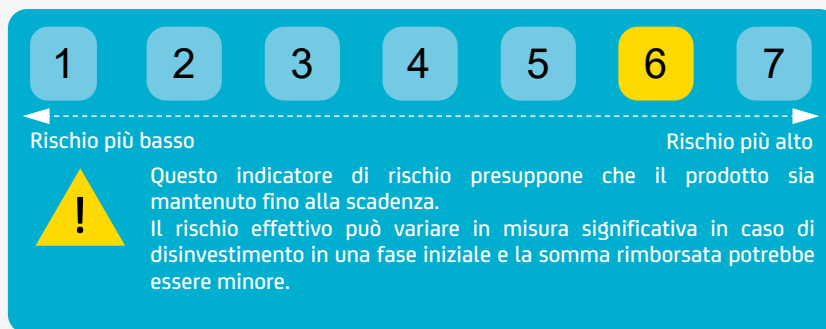 1 2 3 4 5 6 7
Rischio più basso Rischio più alto
!
Questo indicatore di rischio presuppone che il prodotto sia
mantenuto fino alla scadenza.
Il rischio effettivo può variare in misura significativa in caso di
disinvestimento in una fase iniziale e la somma rimborsata potrebbe
essere minore.